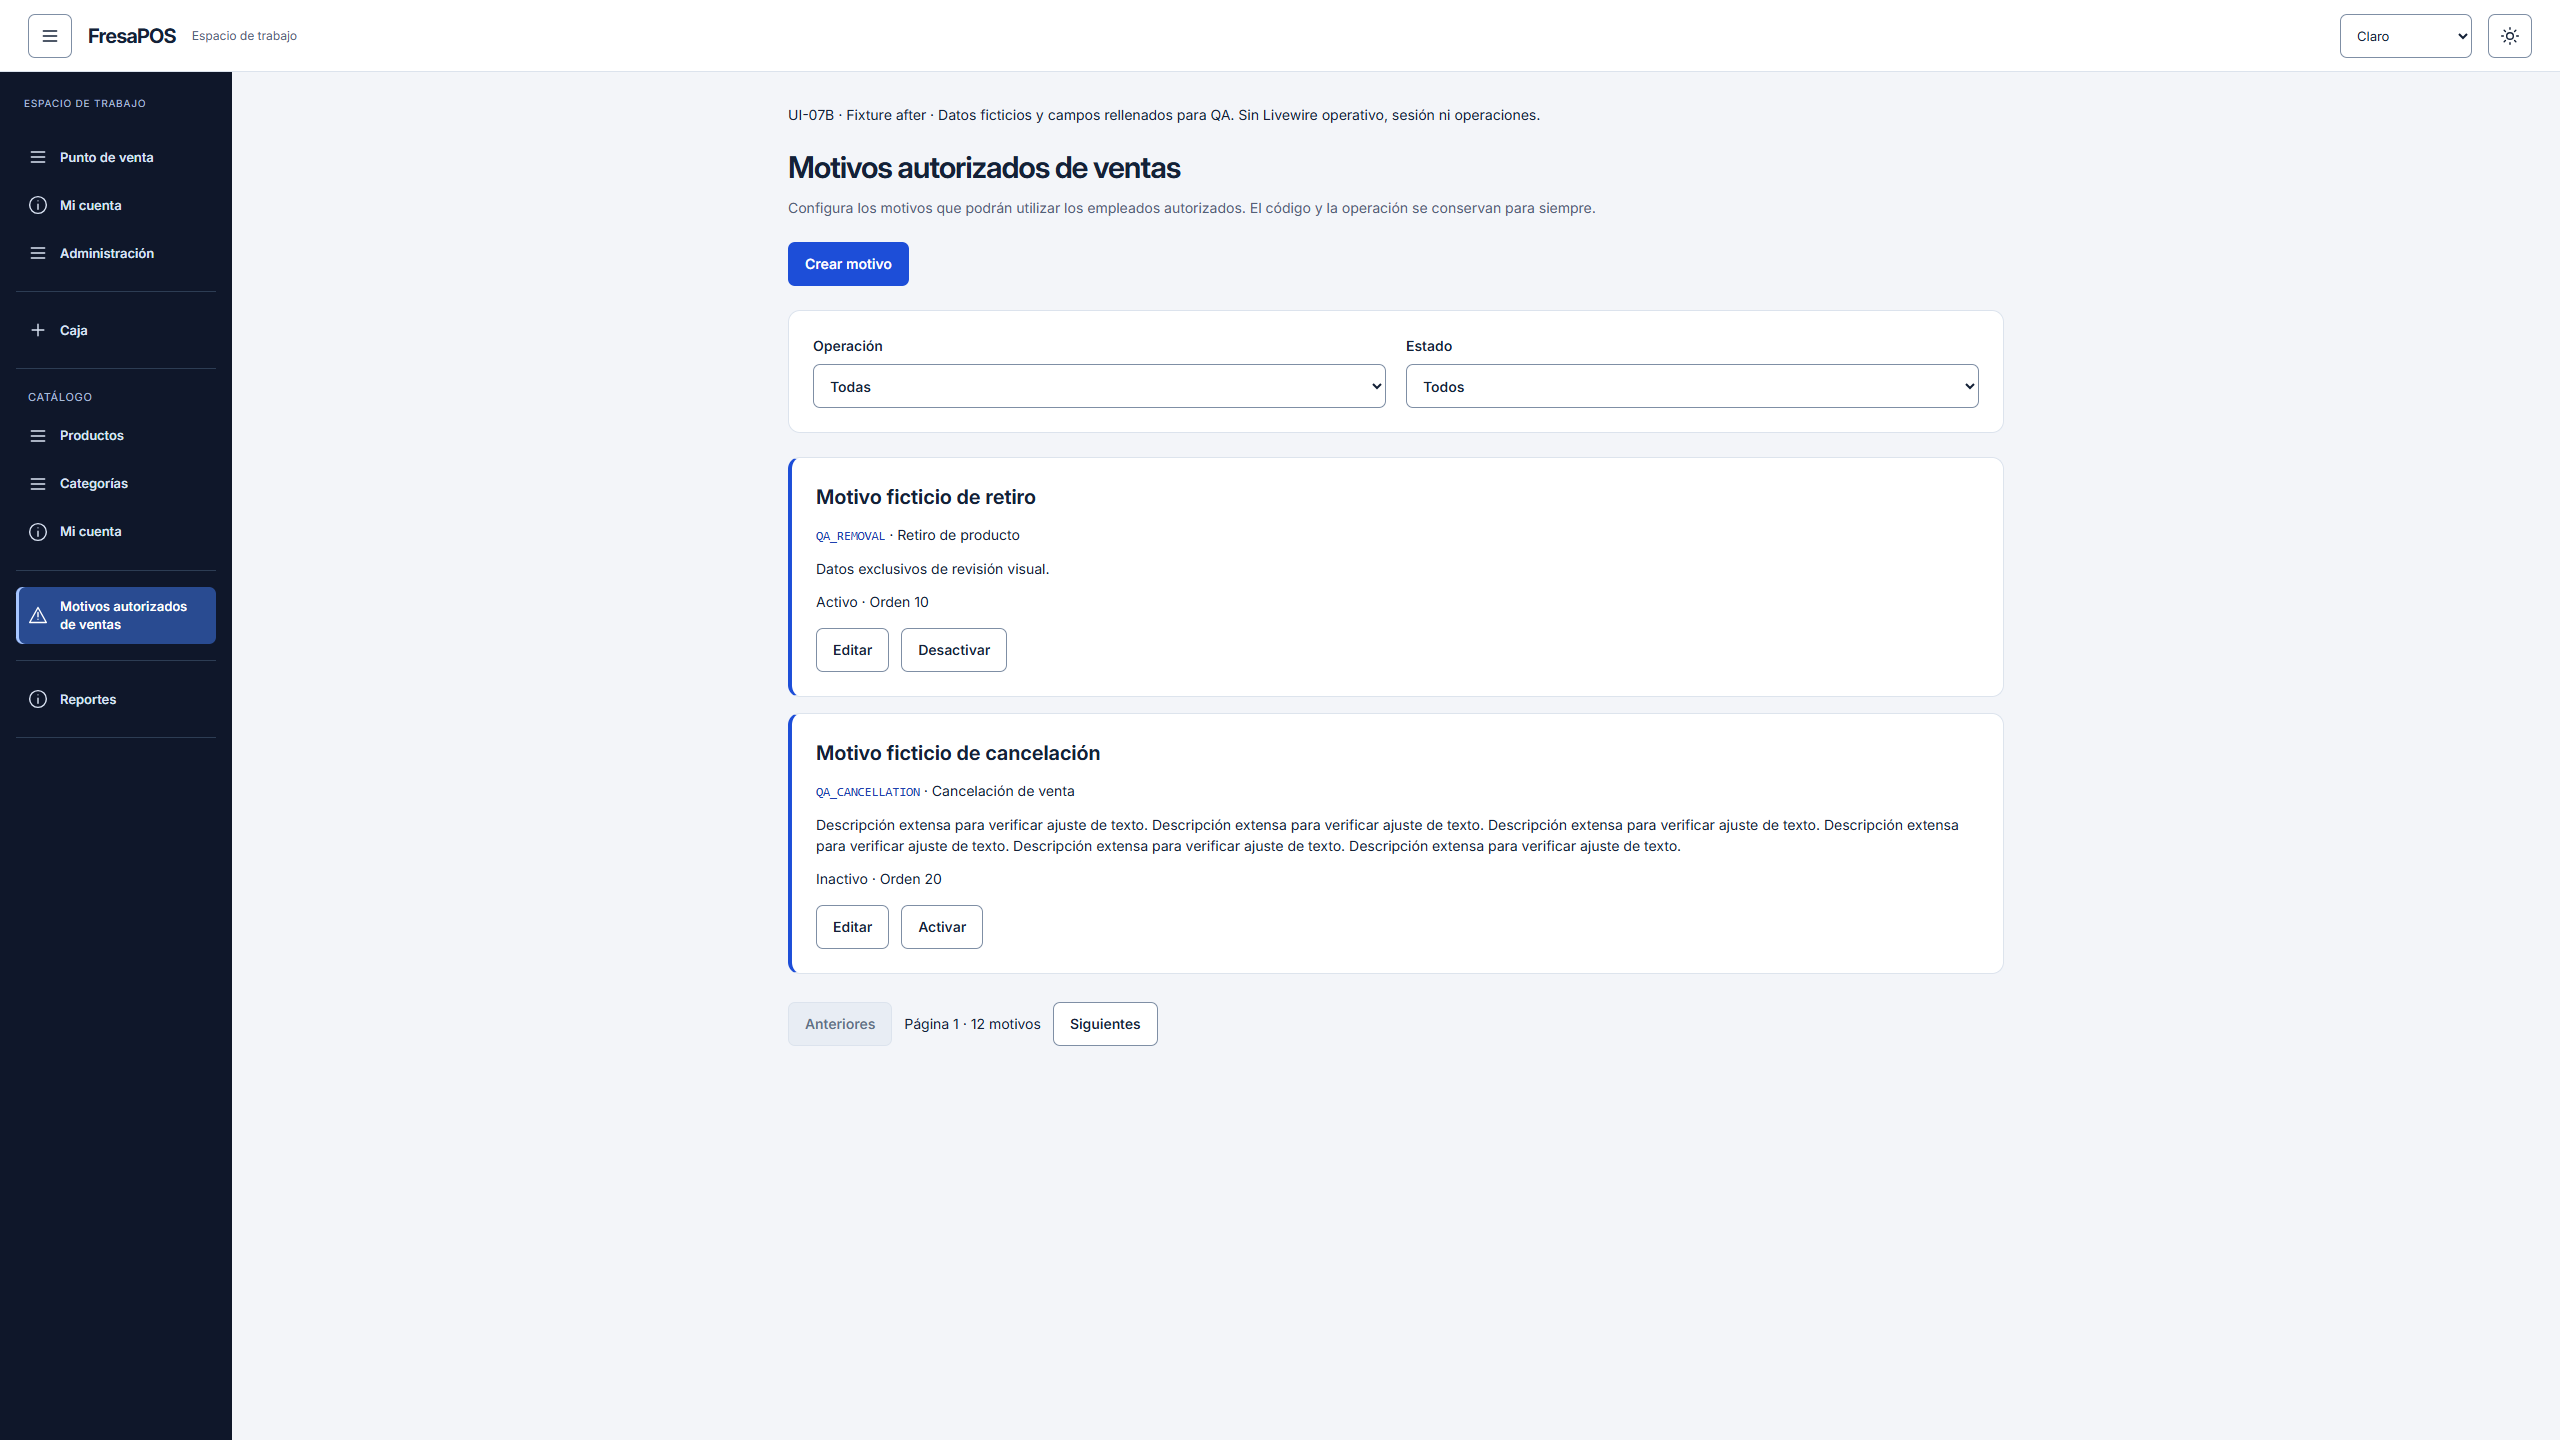 FresaPOS Espacio de trabajo
Claro
ESPACIO DE TRABAJO
Punto de venta
Mi cuenta
Administración
Caja
CATÁLOGO
Productos
Categorías
Mi cuenta
Motivos autorizados
de ventas
Reportes
UI-07B · Fixture after · Datos ficticios y campos rellenados para QA. Sin Livewire operativo, sesión ni operaciones.
Motivos autorizados de ventas
Configura los motivos que podrán utilizar los empleados autorizados. El código y la operación se conservan para siempre.
Crear motivo
Operación
Todas
Estado
Todos
Motivo ficticio de retiro
QA_REMOVAL · Retiro de producto
Datos exclusivos de revisión visual.
Activo · Orden 10
Editar Desactivar
Motivo ficticio de cancelación
QA_CANCELLATION · Cancelación de venta
Descripción extensa para verificar ajuste de texto. Descripción extensa para verificar ajuste de texto. Descripción extensa para verificar ajuste de texto. Descripción extensa
para verificar ajuste de texto. Descripción extensa para verificar ajuste de texto. Descripción extensa para verificar ajuste de texto.
Inactivo · Orden 20
Editar Activar
Anteriores Página 1 · 12 motivos Siguientes